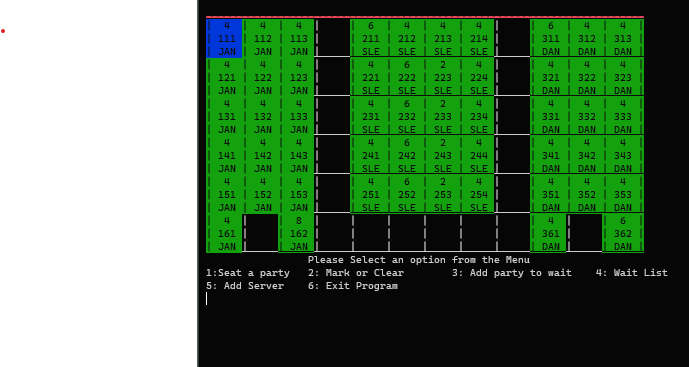 4 4 4 6 4 4 4 6 4 4
111 112 113 211 212 213 214 311 312 313
JAN JAN JAN SLE SLE SLE SLE DAN DAN DAN
4 4 4 4 6 2 4 4 4 4
121 122 123 221 222 223 224 321 322 323
JAN JAN JAN SLE SLE SLE SLE DAN DAN DAN
4 4 4 4 6 2 4 4 4 4
131 132 133 231 232 233 234 331 332 333
JAN JAN JAN SLE SLE SLE SLE DAN DAN DAN
4 4 4 4 6 2 4 4 4 4
141 142 143 241 242 243 244 341 342 343
JAN JAN JAN SLE SLE SLE SLE DAN DAN DAN
4 4 4 4 6 2 4 4 4 4
151 152 153 251 252 253 254 351 352 353
JAN JAN JAN SLE SLE SLE SLE DAN DAN DAN
4 8 4 6
161 162 361 362
JAN JAN DAN DAN
Please Select an option from the Menu
1:Seat a party 2: Mark or Clear 3: Add party to wait 4: Wait List
5: Add Server 6: Exit Program